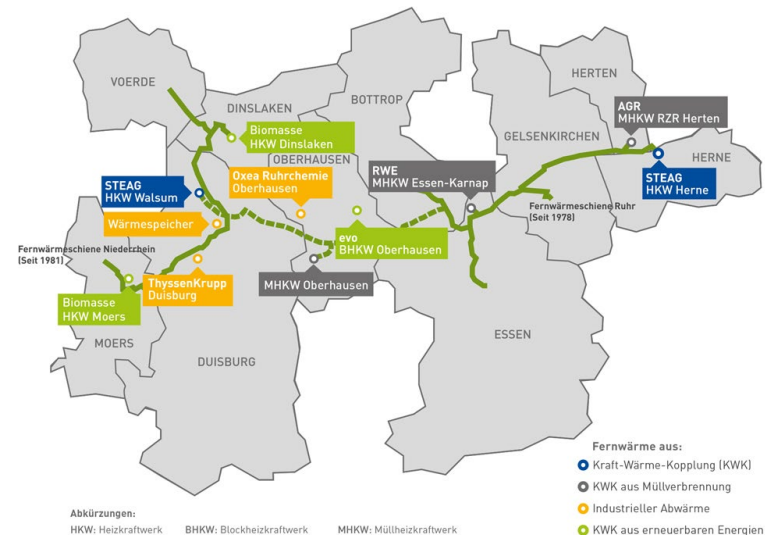 VOERDE
DINSLAKEN
BOTTROP
HERTEN
GELSENKIRCHEN
AGR
MHKW RZR Herten
HERNE
Biomasse
HKW Dinslaken
OBERHAUSEN
RWE
MHKW Essen-Karnap
STEAG
HKW Walsum
Oxea Ruhrchemie
Oberhausen
STEAG
HKW Herne
Fernwärmeschiene Ruhr
(Seit 1978)
Wärmespeicher
evo
BHKW Oberhausen
Fernwärmeschiene Niederrhein
(Seit 1981)
MHKW Oberhausen
ThyssenKrupp
Duisburg
Biomasse
HKW Moers
MOERS
DUISBURG
ESSEN
Fernwärme aus:
Kraft-Wärme-Kopplung (KWK)
KWK aus Müllverbrennung
Industrieller Abwärme
KWK aus erneuerbaren Energien
Abkürzungen:
HKW: Heizkraftwerk BHKW: Blockheizkraftwerk MHKW: Müllheizkraftwerk